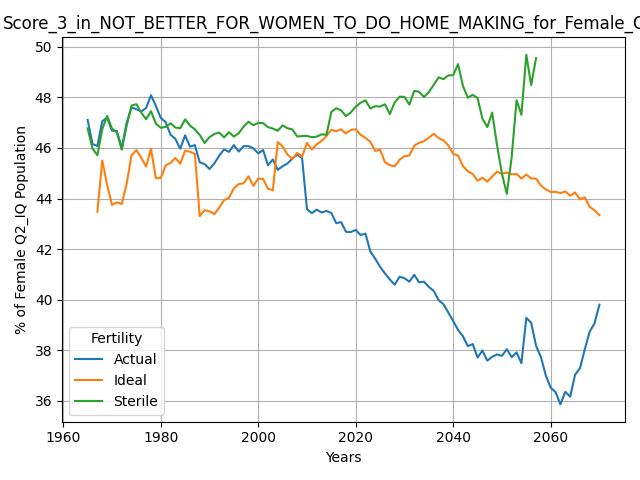 Score_3_in_NOT_BETTER_FOR_WOMEN_TO_DO_HOME_MAKING_for_Female_
% of Female Q2_IQ Population
50
48
46
44
42
40
38
36
Fertility
Actual
Ideal
Sterile
1960
1980
2000
2020
2040
2060
Years